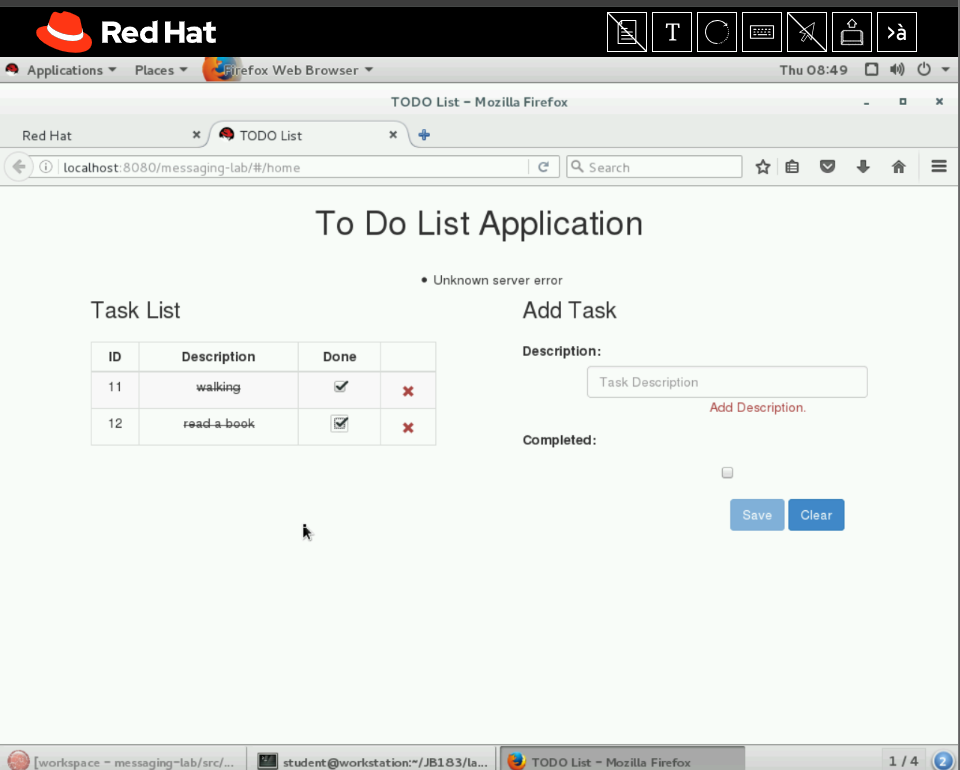 Red Hat
T
>à
Applications Places Firefox Web Browser Thu 08:49
TODO List – Mozilla Firefox
Red Hat TODO List
localhost:8080/messaging-lab/#/home Search
To Do List Application
• Unknown server error
Task List
ID Description Done
11 walking
12 read a book
Add Task
Description:
Task Description
Add Description.
Completed:
Save Clear
[workspace – messaging-lab/src/... student@workstation:~/JB183/la... TODO List – Mozilla Firefox 1 / 4 2